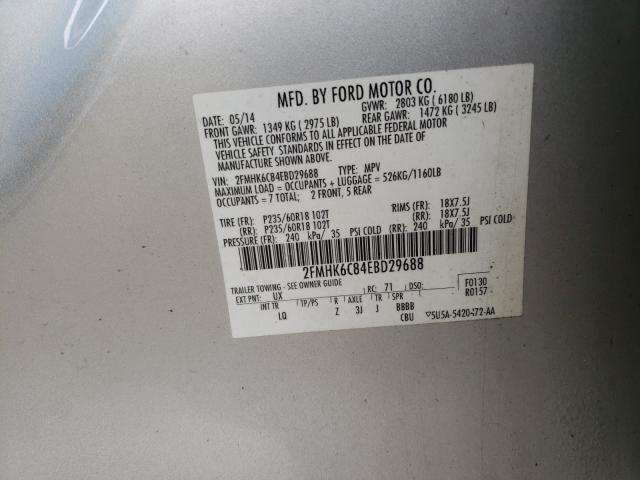 MFD. BY FORD MOTOR CO.
DATE: 05/14 GVWR: 2803 KG ( 6180 LB)
FRONT GAWR: 1349 KG ( 2975 LB) REAR GAWR: 1472 KG ( 3245 LB)
THIS VEHICLE CONFORMS TO ALL APPLICABLE FEDERAL MOTOR
VEHICLE SAFETY STANDARDS IN EFFECT ON THE DATE OF
MANUFACTURE SHOWN ABOVE.
VIN: 2FMHK6C84EBD29688 TYPE: MPV
MAXIMUM LOAD = OCCUPANTS + LUGGAGE = 526KG/1160LB
OCCUPANTS = 7 TOTAL; 2 FRONT, 5 REAR
TIRE (FR): P235/60R18 102T RIMS (FR): 18X7.5J
(RR): P235/60R18 102T (RR): 18X7.5J
PRESSURE (FR): 240 kPa/ 35 PSI COLD (RR): 240 kPa/ 35 PSI COLD
2FMHK6C84EBD29688
TRAILER TOWING - SEE OWNER GUIDE
EXT PNT: UX RC: 71 DSO: F0130
R0157
INT TR TP/PS R AXLE TR SPR
LQ Z 3J J BBBB
CBU 5U5A-5420472-AA